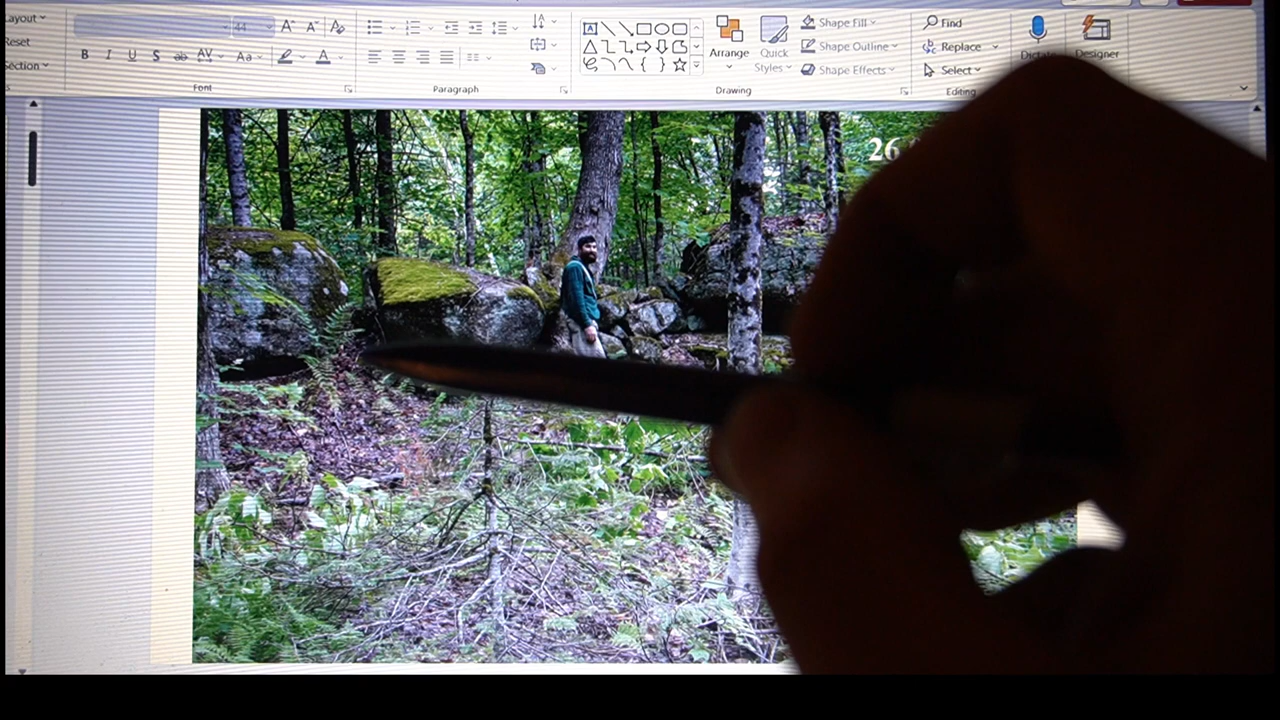 Layout
Reset
Section
44
Font
Paragraph
Arrange
Quick
Styles
Shape Fill
Shape Outline
Shape Effects
Drawing
Find
Replace
Select
Editing
Designer
26